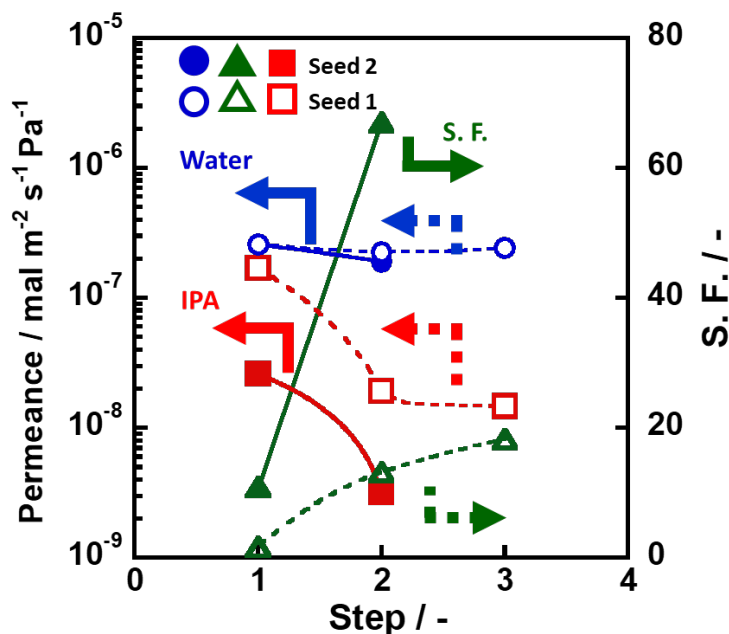 10⁻⁵
10⁻⁶
10⁻⁷
10⁻⁸
10⁻⁹
Permeance / mal m⁻² s⁻¹ Pa⁻¹
Seed 2
Seed 1
S. F.
Water
IPA
80
60
40
20
0
S. F. / -
0 1 2 3 4
Step / -